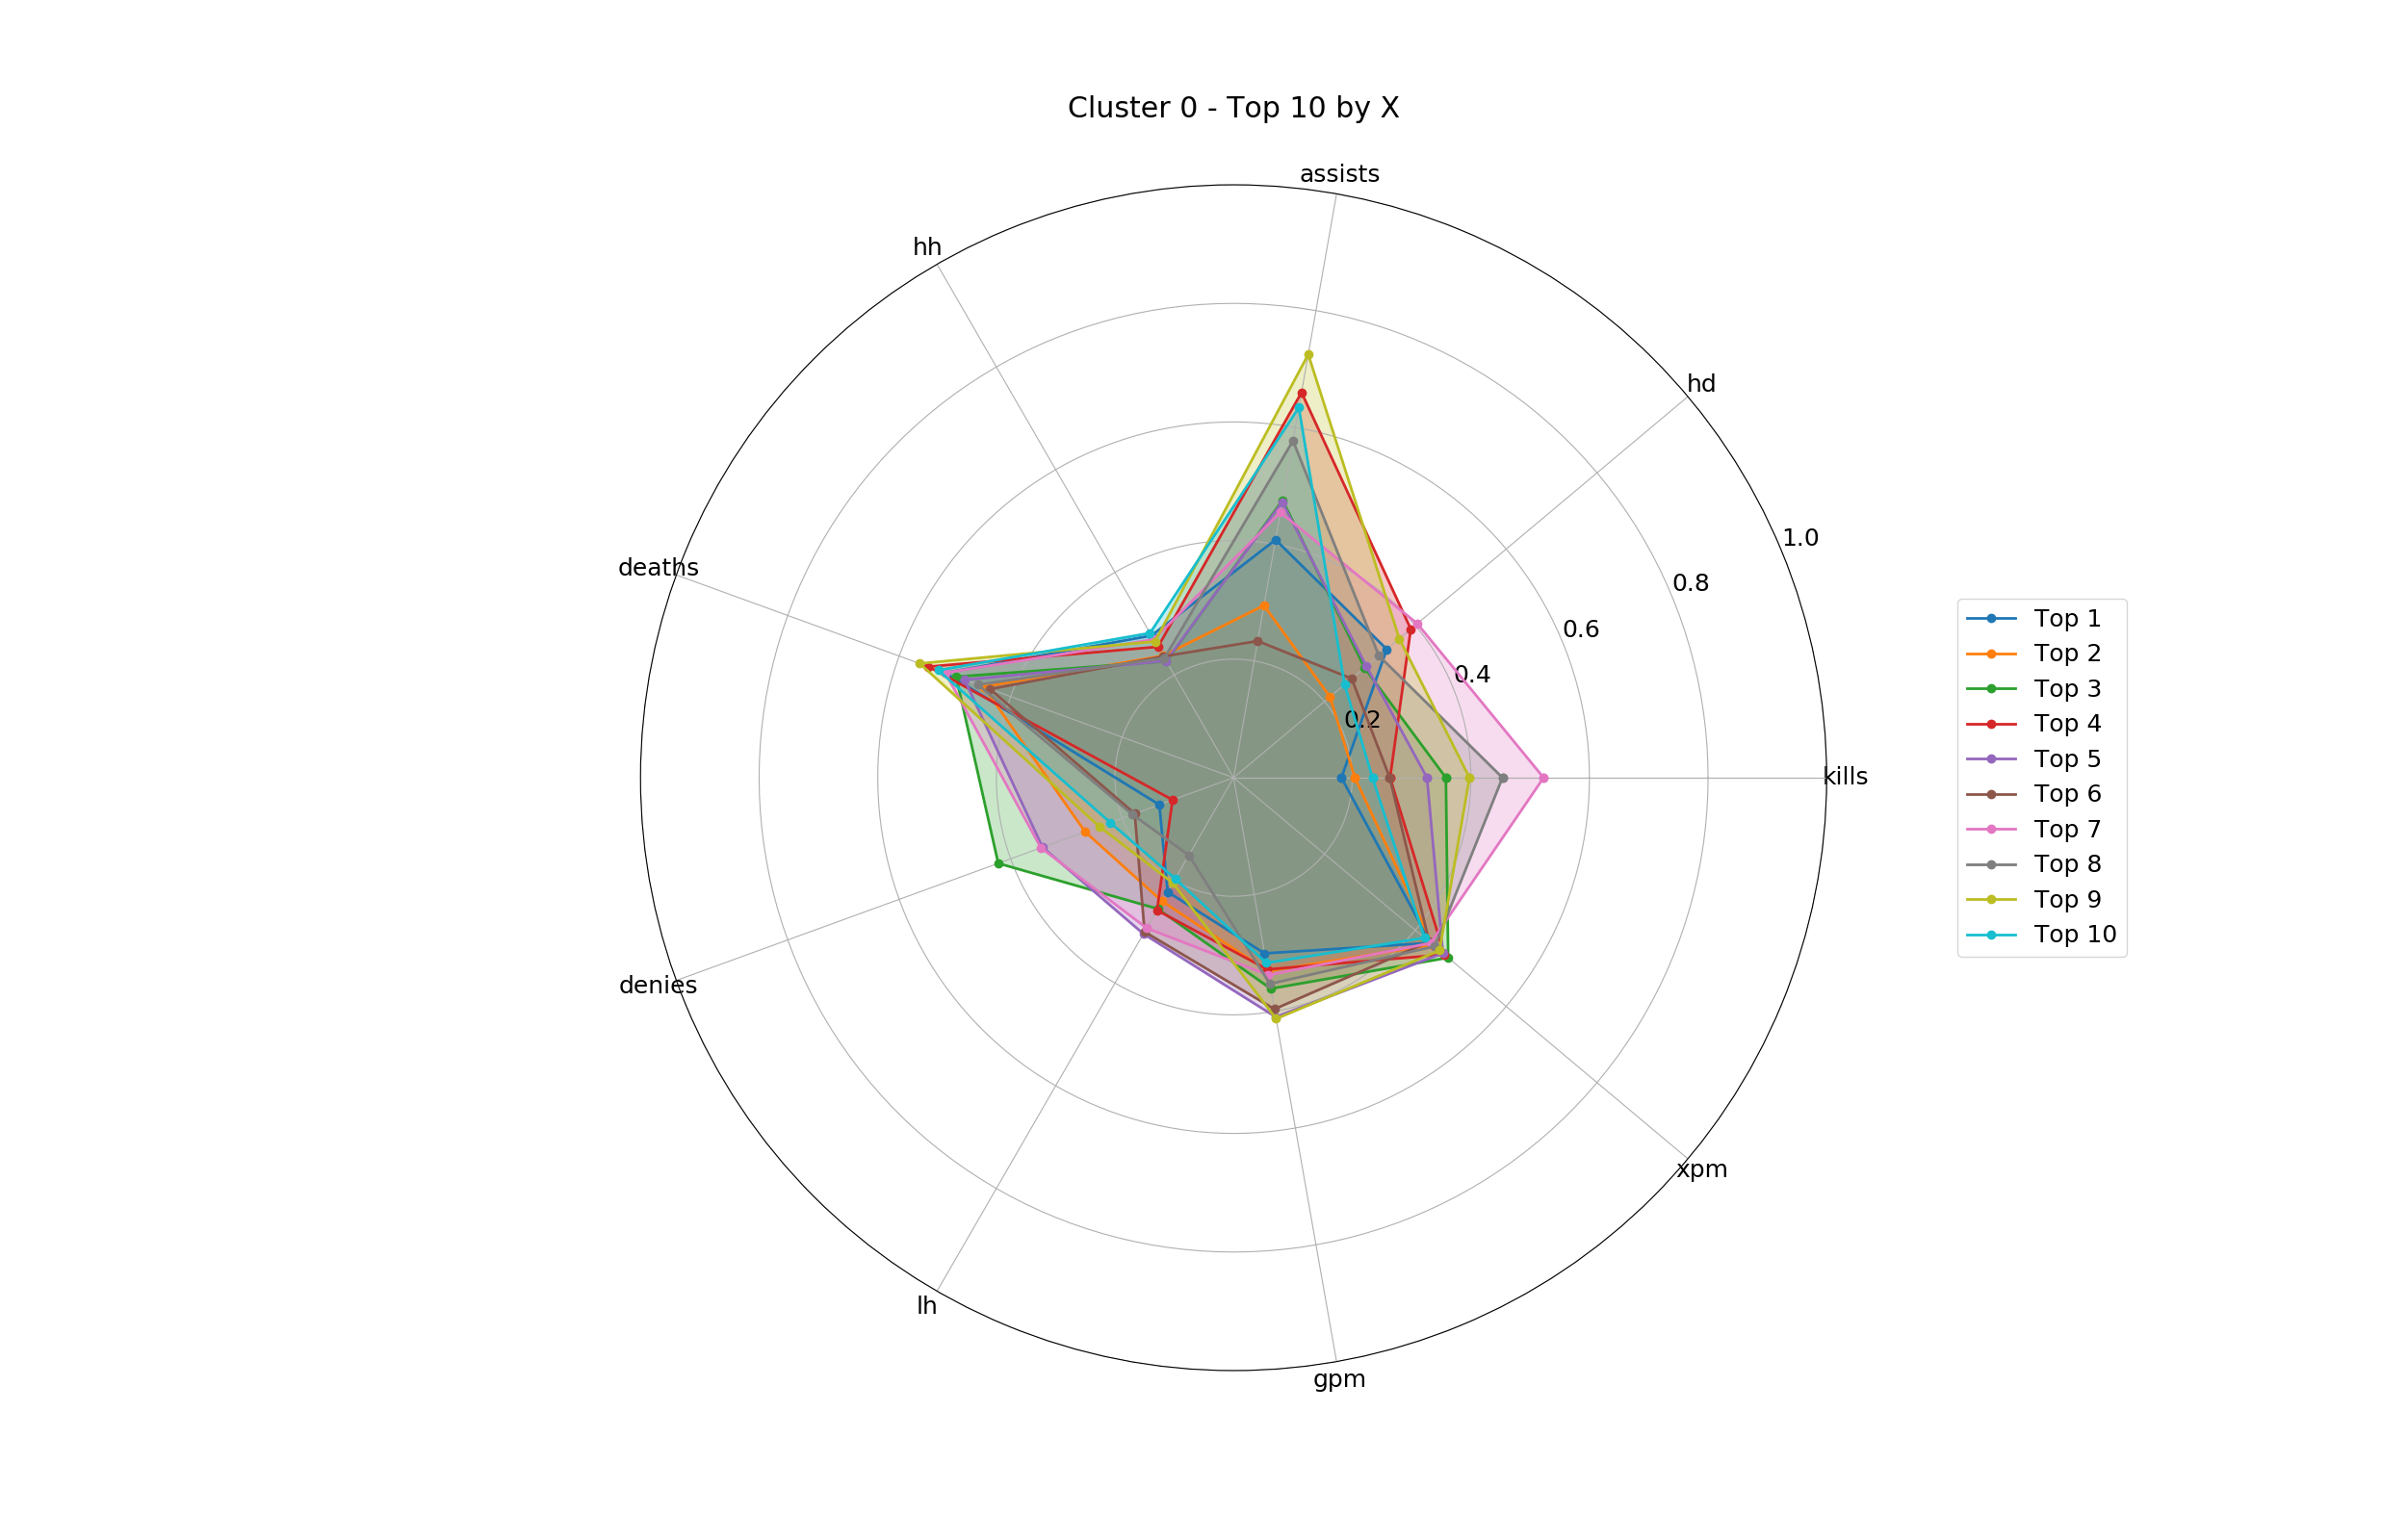 Cluster 0 - Top 10 by X
assists
hh
hd
1.0
deaths
0.8
0.6
0.4
0.2
kills
denies
xpm
lh
gpm
Top 1
Top 2
Top 3
Top 4
Top 5
Top 6
Top 7
Top 8
Top 9
Top 10